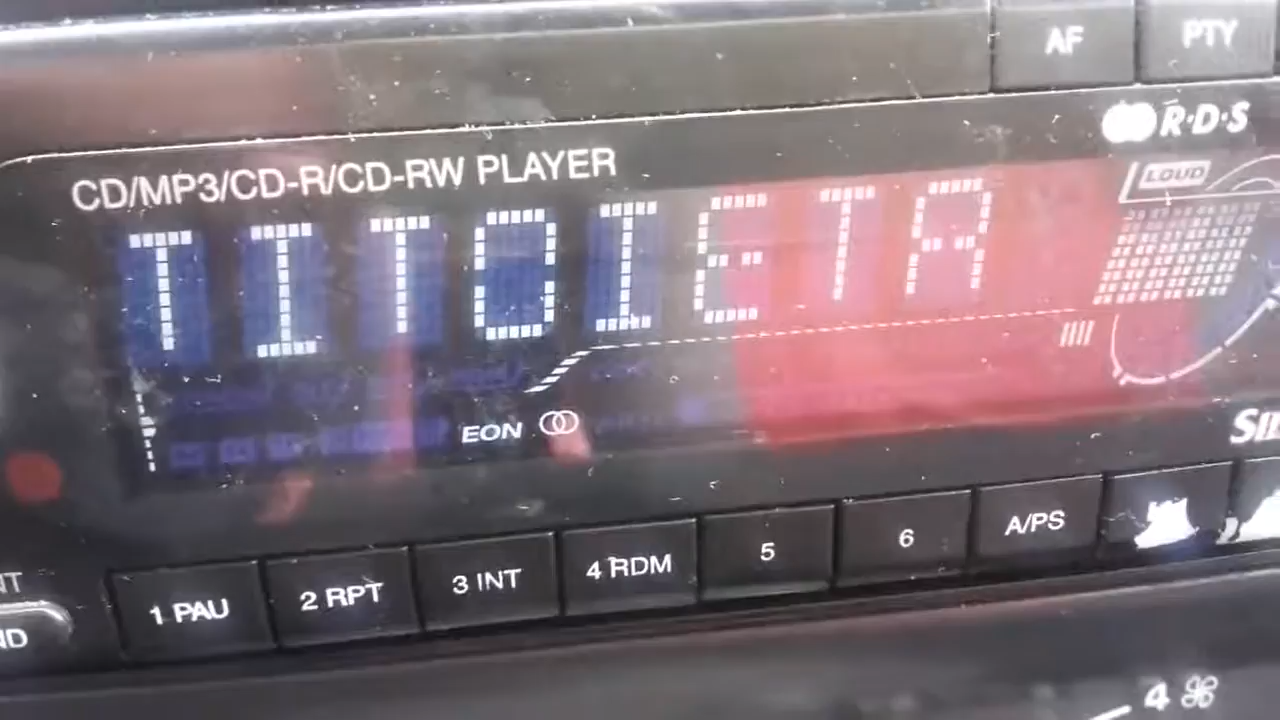 AF PTY
R·D·S
CD/MP3/CD-R/CD-RW PLAYER
LOUD
TITOIETA
EON
1 PAU 2 RPT 3 INT 4 RDM 5 6 A/PS
4